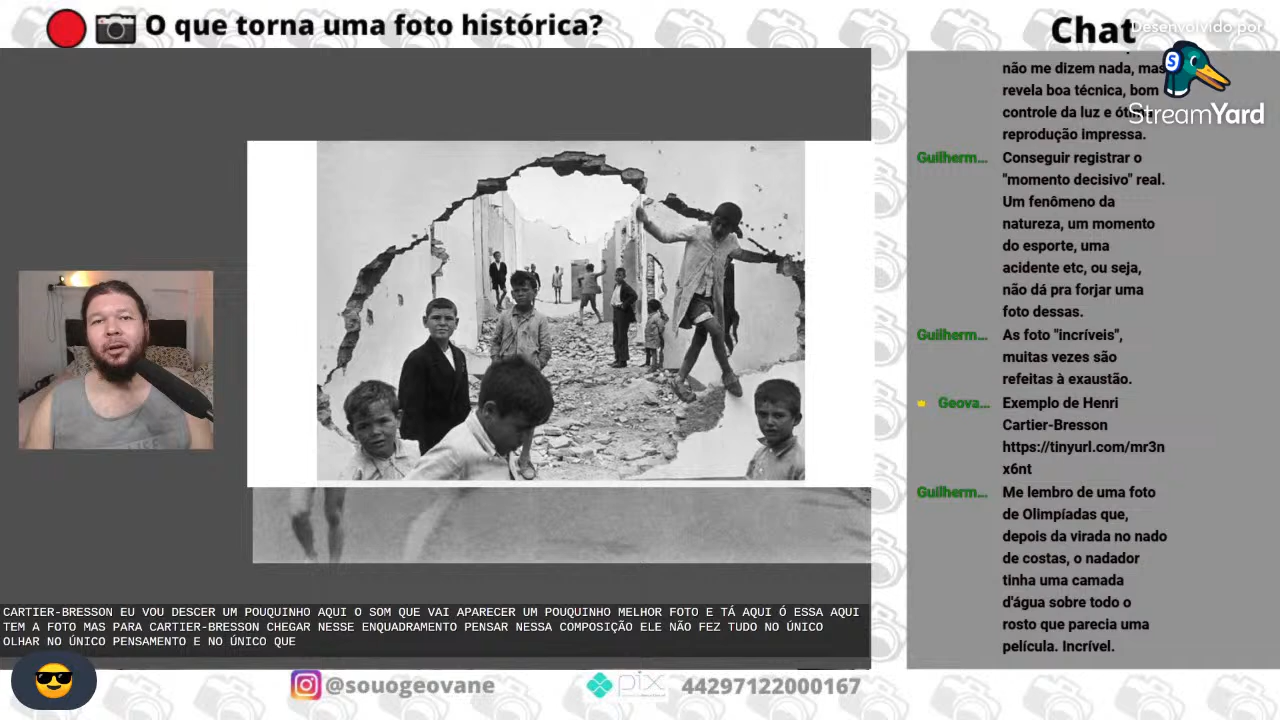 O que torna uma foto histórica?
CARTIER-BRESSON EU VOU DESCER UM POUQUINHO AQUI O SOM QUE VAI APARECER UM POUQUINHO MELHOR FOTO E TÁ AQUI Ó ESSA AQUI
TEM A FOTO MAS PARA CARTIER-BRESSON CHEGAR NESSE ENQUADRAMENTO PENSAR NESSA COMPOSIÇÃO ELE NÃO FEZ TUDO NO ÚNICO
OLHAR NO ÚNICO PENSAMENTO E NO ÚNICO QUE
@souogeovane
pix
44297122000167
Chat
Desenvolvido por
StreamYard
não me dizem nada, mas
revela boa técnica, bom
controle da luz e
reprodução impressa.
Guilherm... Conseguir registrar o
"momento decisivo" real.
Um fenômeno da
natureza, um momento
do esporte, uma
acidente etc, ou seja,
não dá pra forjar uma
foto dessas.
Guilherm... As foto "incríveis",
muitas vezes são
refeitas à exaustão.
Geova... Exemplo de Henri
Cartier-Bresson
https://tinyurl.com/mr3n
x6nt
Guilherm... Me lembro de uma foto
de Olimpíadas que,
depois da virada no nado
de costas, o nadador
tinha uma camada
d'água sobre todo o
rosto que parecia uma
película. Incrível.